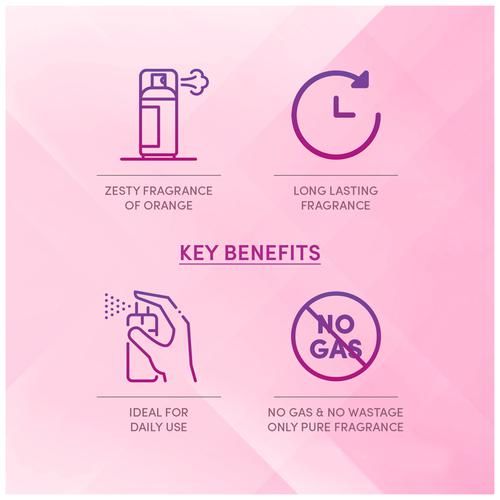 ZESTY FRAGRANCE
OF ORANGE
LONG LASTING
FRAGRANCE
KEY BENEFITS
NO
GAS
IDEAL FOR
DAILY USE
NO GAS & NO WASTAGE
ONLY PURE FRAGRANCE